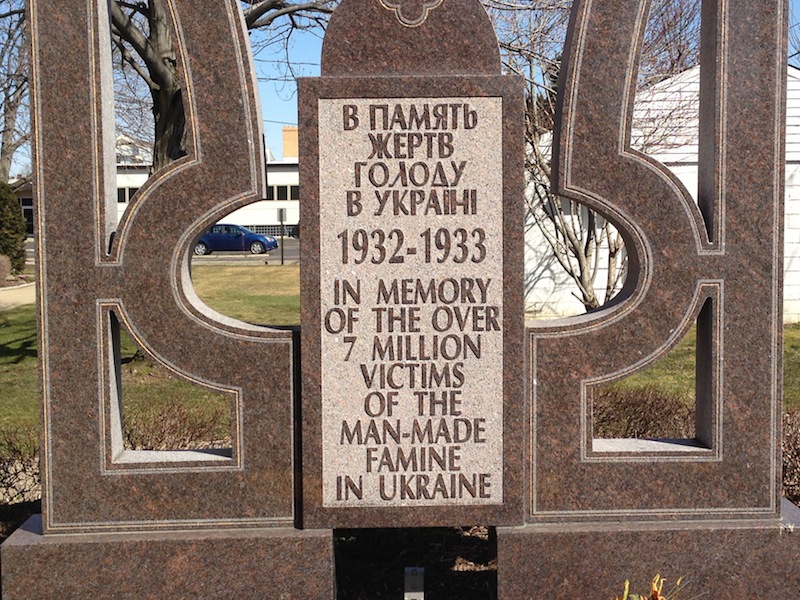 В ПАМЯТЬ
ЖЕРТВ
ГОЛОДУ
В УКРАЇНІ
1932-1933
IN MEMORY
OF THE OVER
7 MILLION
VICTIMS
OF THE
MAN-MADE
FAMINE
IN UKRAINE